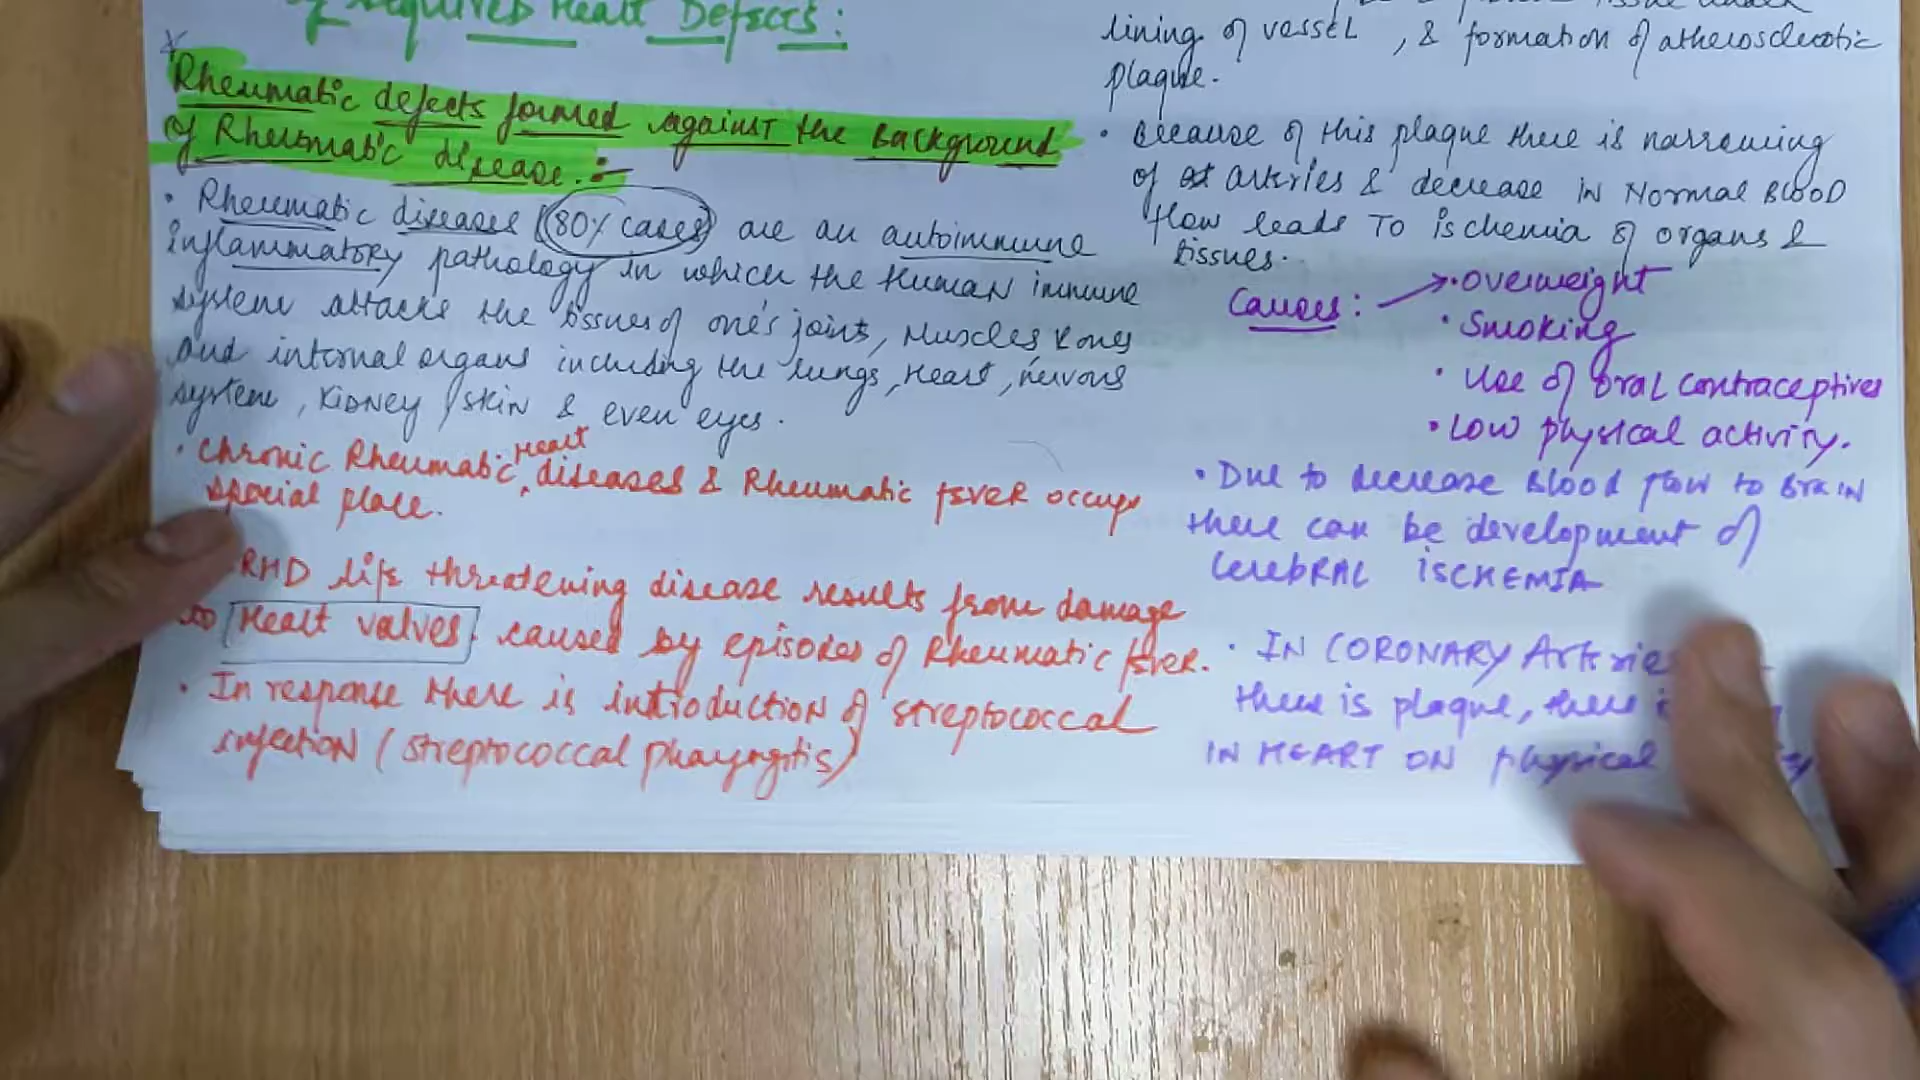 Acquired Heart Defects:
Rheumatic defects formed against the Background
of Rheumatic disease.:-
• Rheumatic diseases (80% cases) are an autoimmune
inflammatory pathology in which the Human immune
system attacks the tissues of one's joints, Muscles Bones
and internal organs including the lungs, Heart, nervous
system, Kidney, skin & even eyes.
• Chronic Rheumatic Heart diseases & Rheumatic fever occupy
special place.
RHD life threatening disease results from damage
to Heart valves, caused by episodes of Rheumatic fever.
• In response there is introduction of streptococcal
infection (streptococcal pharyngitis)
lining of vessel, & formation of atherosclerotic
plaque.
• Because of this plaque there is narrowing
of arteries & decrease in Normal Blood
flow leads To ischemia of organs &
tissues.
Causes: → • overweight
• Smoking
• Use of oral contraceptives
• Low physical activity.
• Due to decrease Blood flow to Brain
there can be development of
CerebRAL ISCHEMIA
• IN CORONARY Arteries
there is plaque, there
IN HEART ON physical